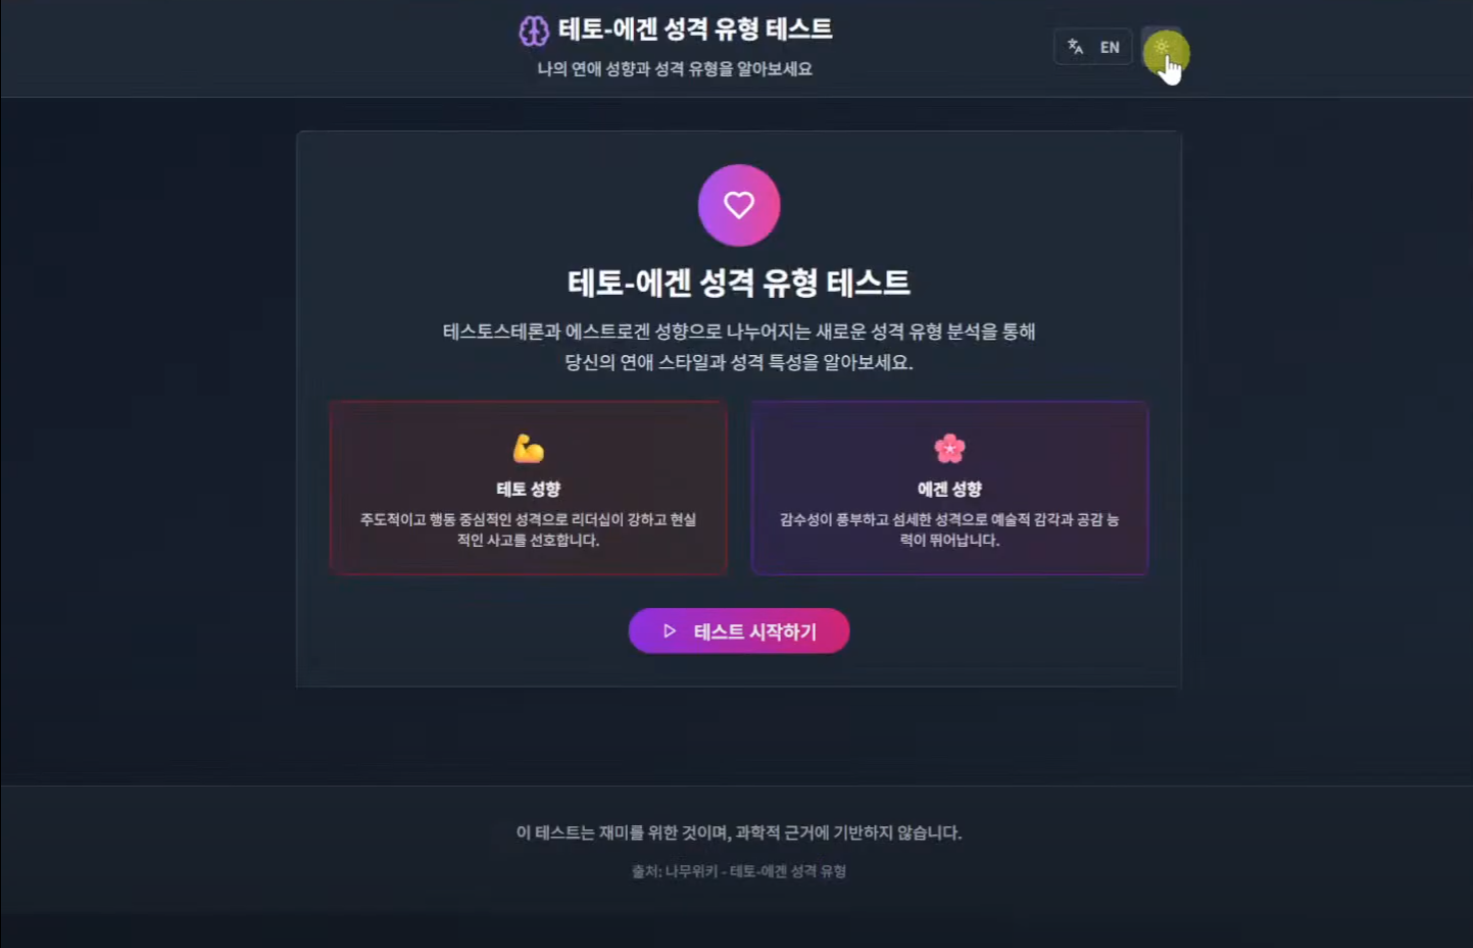 테토-에겐 성격 유형 테스트
나의 연애 성향과 성격 유형을 알아보세요
EN
테토-에겐 성격 유형 테스트
테스토스테론과 에스트로겐 성향으로 나누어지는 새로운 성격 유형 분석을 통해
당신의 연애 스타일과 성격 특성을 알아보세요.
테토 성향
주도적이고 행동 중심적인 성격으로 리더십이 강하고 현실
적인 사고를 선호합니다.
에겐 성향
감수성이 풍부하고 섬세한 성격으로 예술적 감각과 공감 능
력이 뛰어납니다.
테스트 시작하기
이 테스트는 재미를 위한 것이며, 과학적 근거에 기반하지 않습니다.
출처: 나무위키 - 테토-에겐 성격 유형